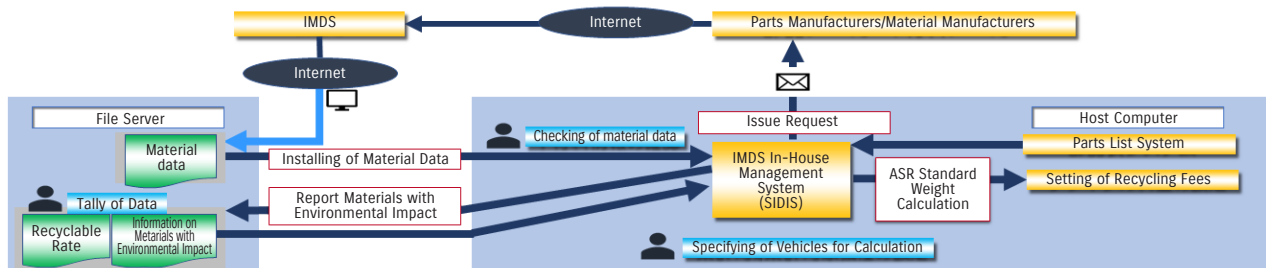 IMDS
Internet
Parts Manufacturers/Material Manufacturers
Internet
File Server
Issue Request
Host Computer
Material
data
Installing of Material Data
Checking of material data
IMDS In-House
Management
System
(SIDIS)
Parts List System
ASR Standard
Weight
Calculation
Setting of Recycling Fees
Tally of Data
Report Materials with
Environmental Impact
Recyclable
Rate
Information on
Metarials with
Environmental Impact
Specifying of Vehicles for Calculation